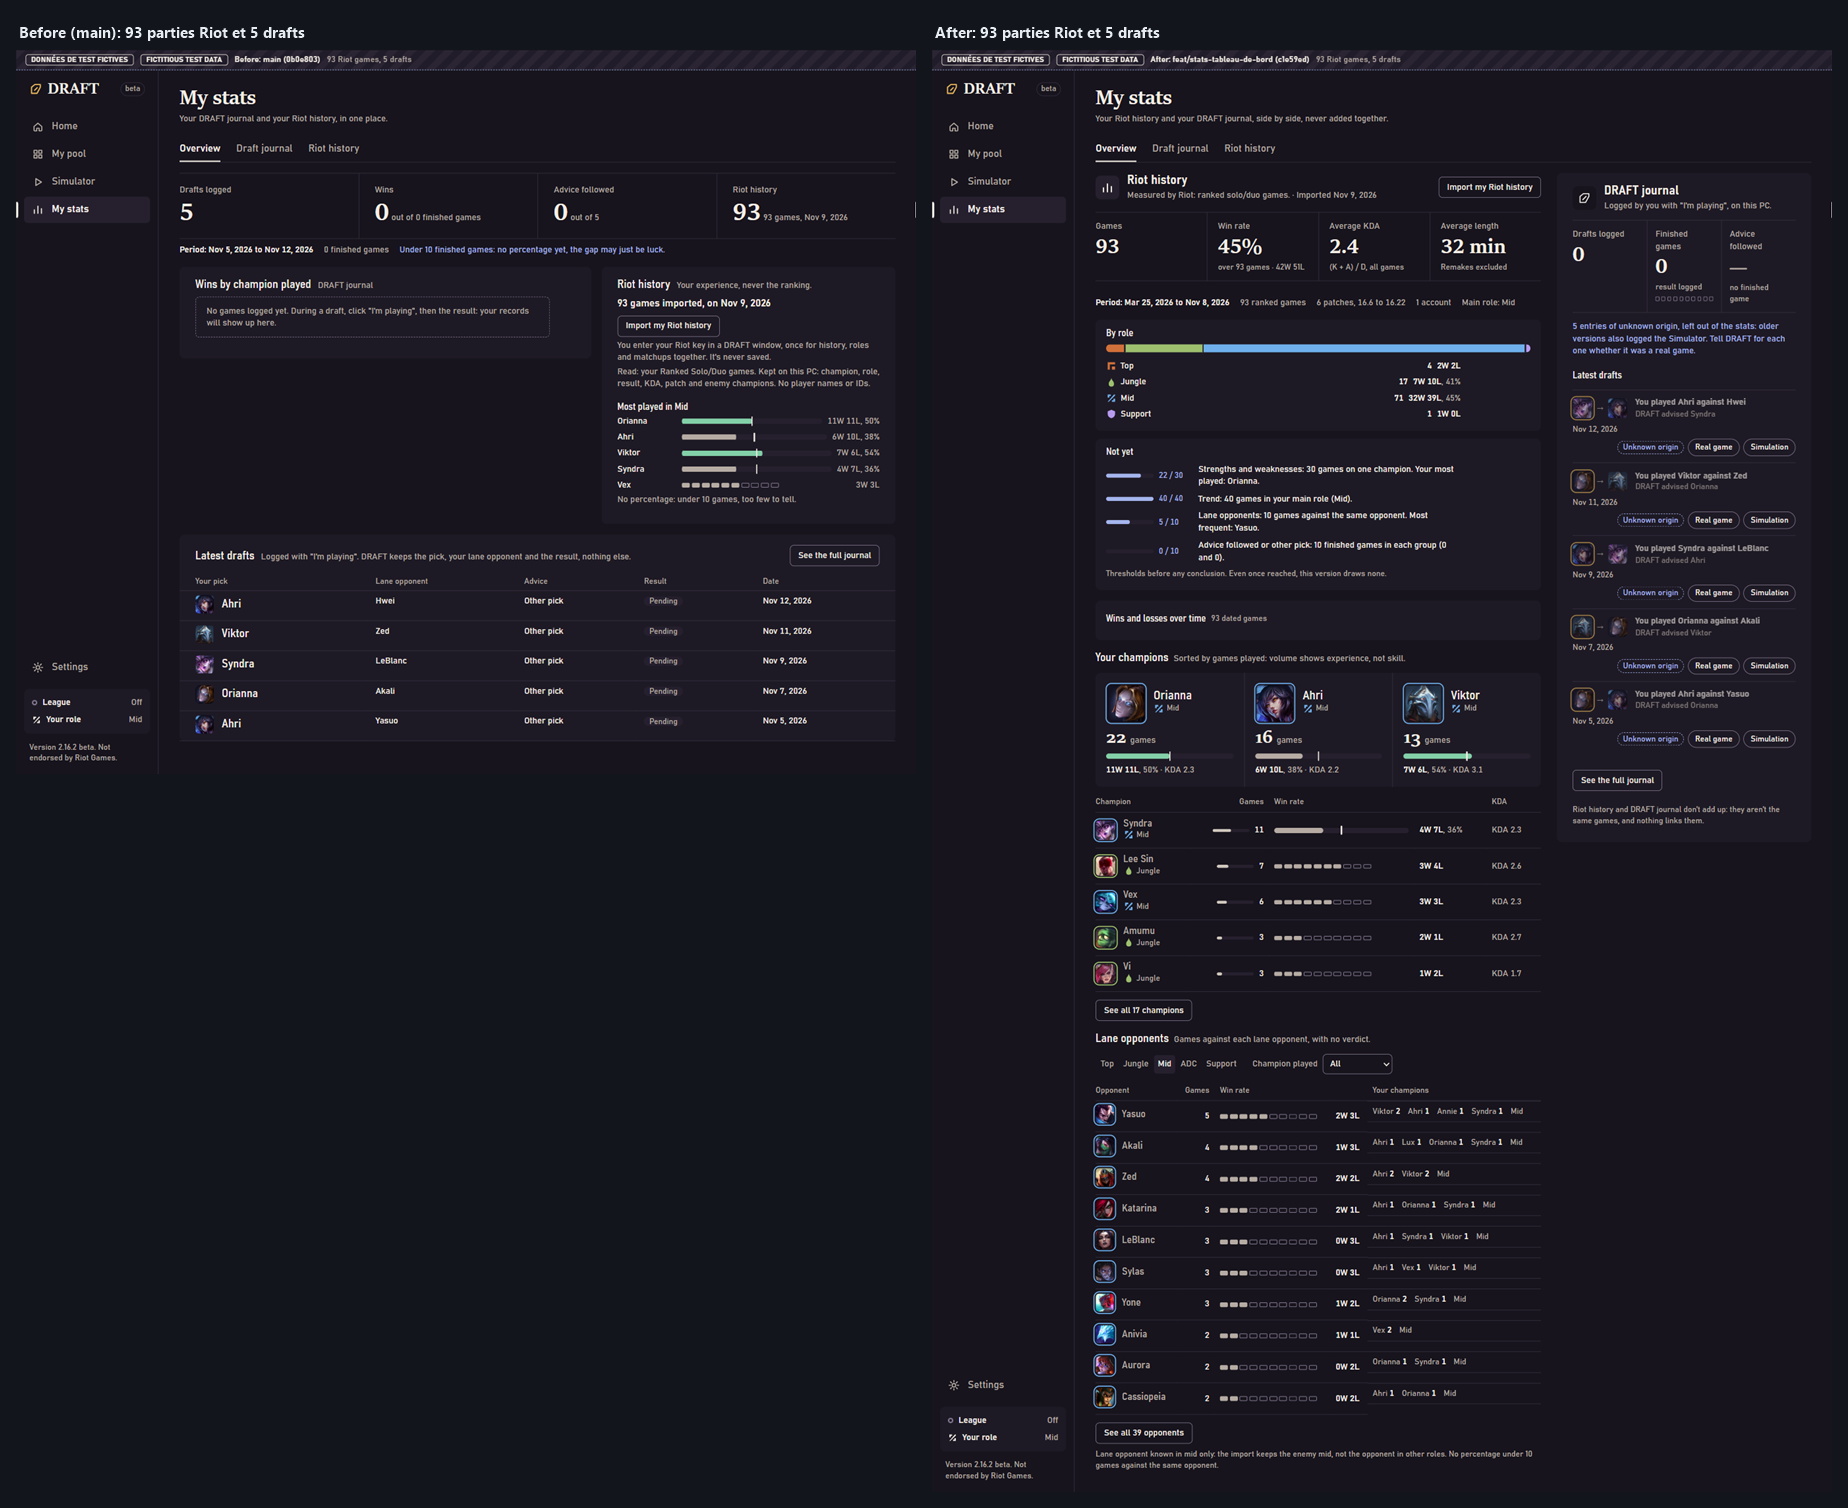 Before (main): 93 parties Riot et 5 drafts
DONNÉES DE TEST FICTIVES FICTITIOUS TEST DATA Before: main (0b0e803) 93 Riot games, 5 drafts
DRAFT beta
Home
My pool
Simulator
My stats
Settings
League Off
Your role Mid
Version 2.16.2 beta. Not
endorsed by Riot Games.
My stats
Your DRAFT journal and your Riot history, in one place.
Overview Draft journal Riot history
Drafts logged
5
Wins
0 out of 0 finished games
Advice followed
0 out of 5
Riot history
93 93 games, Nov 9, 2026
Period: Nov 5, 2026 to Nov 12, 2026 0 finished games Under 10 finished games: no percentage yet, the gap may just be luck.
Wins by champion played DRAFT journal
No games logged yet. During a draft, click "I'm playing", then the result: your records
will show up here.
Riot history Your experience, never the ranking.
93 games imported, on Nov 9, 2026
Import my Riot history
You enter your Riot key in a DRAFT window, once for history, roles
and matchups together. It's never saved.
Read: your Ranked Solo/Duo games. Kept on this PC: champion, role,
result, KDA, patch and enemy champions. No player names or IDs.
Most played in Mid
Orianna 11W 11L, 50%
Ahri 6W 10L, 38%
Viktor 7W 6L, 54%
Syndra 4W 7L, 36%
Vex 3W 3L
No percentage: under 10 games, too few to tell.
Latest drafts Logged with "I'm playing". DRAFT keeps the pick, your lane opponent and the result, nothing else.
See the full journal
Your pick Lane opponent Advice Result Date
Ahri Hwei Other pick Pending Nov 12, 2026
Viktor Zed Other pick Pending Nov 11, 2026
Syndra LeBlanc Other pick Pending Nov 9, 2026
Orianna Akali Other pick Pending Nov 7, 2026
Ahri Yasuo Other pick Pending Nov 5, 2026
After: 93 parties Riot et 5 drafts
DONNÉES DE TEST FICTIVES FICTITIOUS TEST DATA After: feat/stats-tableau-de-bord (c1e59ed) 93 Riot games, 5 drafts
DRAFT beta
Home
My pool
Simulator
My stats
Settings
League Off
Your role Mid
Version 2.16.2 beta. Not
endorsed by Riot Games.
My stats
Your Riot history and your DRAFT journal, side by side, never added together.
Overview Draft journal Riot history
Riot history
Measured by Riot: ranked solo/duo games. · Imported Nov 9, 2026
Import my Riot history
Games
93
Win rate
45%
over 93 games · 42W 51L
Average KDA
2.4
(K + A) / D, all games
Average length
32 min
Remakes excluded
Period: Mar 25, 2026 to Nov 8, 2026 93 ranked games 6 patches, 16.6 to 16.22 1 account Main role: Mid
By role
Top 4 2W 2L
Jungle 17 7W 10L, 41%
Mid 71 32W 39L, 45%
Support 1 1W 0L
Not yet
22 / 30 Strengths and weaknesses: 30 games on one champion. Your most
played: Orianna.
40 / 40 Trend: 40 games in your main role (Mid).
5 / 10 Lane opponents: 10 games against the same opponent. Most
frequent: Yasuo.
0 / 10 Advice followed or other pick: 10 finished games in each group (0
and 0).
Thresholds before any conclusion. Even once reached, this version draws none.
Wins and losses over time 93 dated games
Your champions Sorted by games played: volume shows experience, not skill.
Orianna
Mid
22 games
11W 11L, 50% · KDA 2.3
Ahri
Mid
16 games
6W 10L, 38% · KDA 2.2
Viktor
Mid
13 games
7W 6L, 54% · KDA 3.1
Champion Games Win rate KDA
Syndra
Mid
11 4W 7L, 36% KDA 2.3
Lee Sin
Jungle
7 3W 4L KDA 2.6
Vex
Mid
6 3W 3L KDA 2.3
Amumu
Jungle
3 2W 1L KDA 2.7
Vi
Jungle
3 1W 2L KDA 1.7
See all 17 champions
Lane opponents Games against each lane opponent, with no verdict.
Top Jungle Mid ADC Support Champion played All
Opponent Games Win rate Your champions
Yasuo 5 2W 3L Viktor 2 Ahri 1 Annie 1 Syndra 1 Mid
Akali 4 1W 3L Ahri 1 Lux 1 Orianna 1 Syndra 1 Mid
Zed 4 2W 2L Ahri 2 Viktor 2 Mid
Katarina 3 2W 1L Ahri 1 Orianna 1 Syndra 1 Mid
LeBlanc 3 0W 3L Ahri 1 Syndra 1 Viktor 1 Mid
Sylas 3 0W 3L Ahri 1 Vex 1 Viktor 1 Mid
Yone 3 1W 2L Orianna 2 Syndra 1 Mid
Anivia 2 1W 1L Vex 2 Mid
Aurora 2 0W 2L Orianna 1 Syndra 1 Mid
Cassiopeia 2 0W 2L Ahri 1 Orianna 1 Mid
See all 39 opponents
Lane opponent known in mid only: the import keeps the enemy mid, not the opponent in other roles. No percentage under 10
games against the same opponent.
DRAFT journal
Logged by you with "I'm playing", on this PC.
Drafts logged
0
Finished
games
0
result logged
Advice
followed
—
no finished
game
5 entries of unknown origin, left out of the stats: older
versions also logged the Simulator. Tell DRAFT for each
one whether it was a real game.
Latest drafts
You played Ahri against Hwei
DRAFT advised Syndra
Nov 12, 2026
Unknown origin Real game Simulation
You played Viktor against Zed
DRAFT advised Orianna
Nov 11, 2026
Unknown origin Real game Simulation
You played Syndra against LeBlanc
DRAFT advised Ahri
Nov 9, 2026
Unknown origin Real game Simulation
You played Orianna against Akali
DRAFT advised Viktor
Nov 7, 2026
Unknown origin Real game Simulation
You played Ahri against Yasuo
DRAFT advised Orianna
Nov 5, 2026
Unknown origin Real game Simulation
See the full journal
Riot history and DRAFT journal don't add up: they aren't the
same games, and nothing links them.